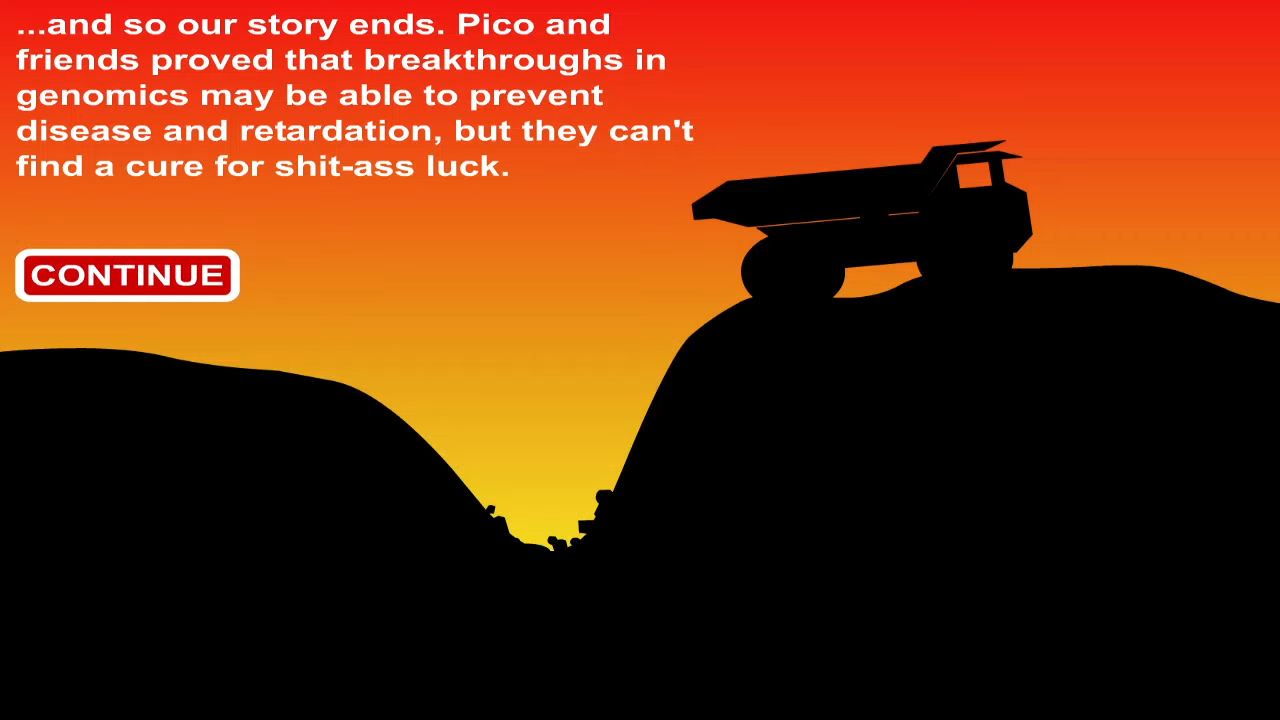 ...and so our story ends. Pico and
friends proved that breakthroughs in
genomics may be able to prevent
disease and retardation, but they can't
find a cure for shit-ass luck.
CONTINUE